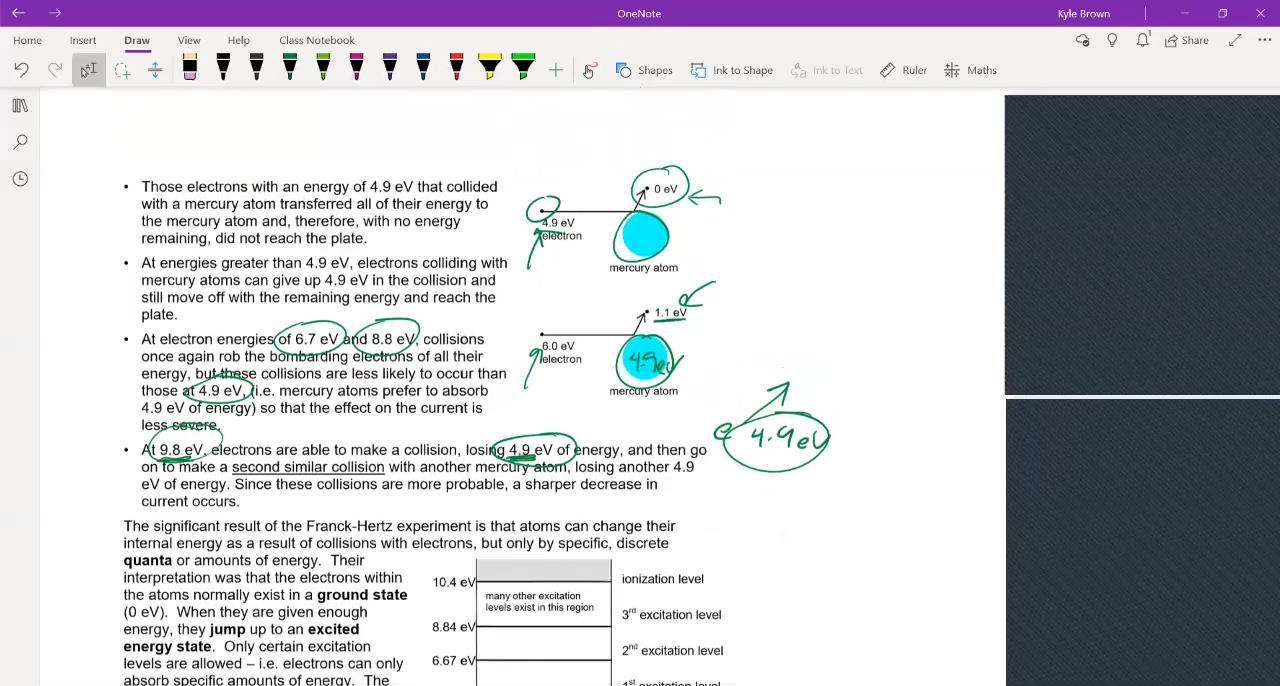 OneNote
Kyle Brown
Home Insert Draw View Help Class Notebook
Share
Shapes Ink to Shape Ink to Text Ruler Maths
• Those electrons with an energy of 4.9 eV that collided
with a mercury atom transferred all of their energy to
the mercury atom and, therefore, with no energy
remaining, did not reach the plate.
0 eV
4.9 eV
electron
mercury atom
• At energies greater than 4.9 eV, electrons colliding with
mercury atoms can give up 4.9 eV in the collision and
still move off with the remaining energy and reach the
plate.
1.1 eV
6.0 eV
electron
4.9eV
mercury atom
• At electron energies of 6.7 eV and 8.8 eV, collisions
once again rob the bombarding electrons of all their
energy, but these collisions are less likely to occur than
those at 4.9 eV, (i.e. mercury atoms prefer to absorb
4.9 eV of energy) so that the effect on the current is
less severe.
e 4.9eV
• At 9.8 eV, electrons are able to make a collision, losing 4.9 eV of energy, and then go
on to make a second similar collision with another mercury atom, losing another 4.9
eV of energy. Since these collisions are more probable, a sharper decrease in
current occurs.
The significant result of the Franck-Hertz experiment is that atoms can change their
internal energy as a result of collisions with electrons, but only by specific, discrete
quanta or amounts of energy. Their
interpretation was that the electrons within
the atoms normally exist in a ground state
(0 eV). When they are given enough
energy, they jump up to an excited
energy state. Only certain excitation
levels are allowed – i.e. electrons can only
absorb specific amounts of energy. The
10.4 eV ionization level
many other excitation
levels exist in this region
3rd excitation level
8.84 eV
2nd excitation level
6.67 eV
1st excitation level